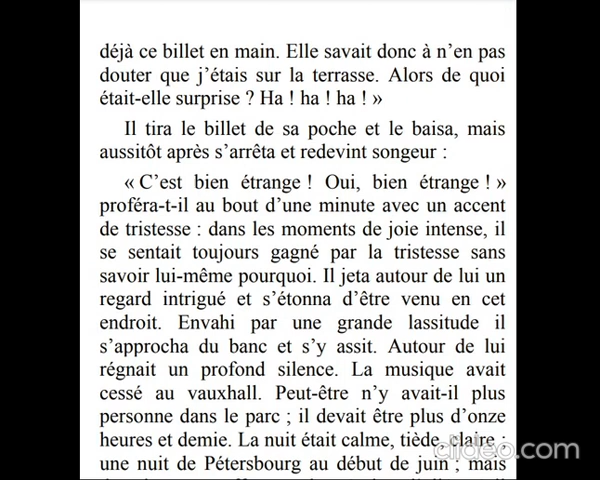 déjà ce billet en main. Elle savait donc à n’en pas
douter que j’étais sur la terrasse. Alors de quoi
était-elle surprise ? Ha ! ha ! ha ! »
Il tira le billet de sa poche et le baisa, mais
aussitôt après s’arrêta et redevint songeur :
« C’est bien étrange ! Oui, bien étrange ! »
proféra-t-il au bout d’une minute avec un accent
de tristesse : dans les moments de joie intense, il
se sentait toujours gagné par la tristesse sans
savoir lui-même pourquoi. Il jeta autour de lui un
regard intrigué et s’étonna d’être venu en cet
endroit. Envahi par une grande lassitude il
s’approcha du banc et s’y assit. Autour de lui
régnait un profond silence. La musique avait
cessé au vauxhall. Peut-être n’y avait-il plus
personne dans le parc ; il devait être plus d’onze
heures et demie. La nuit était calme, tiède, claire ;
une nuit de Pétersbourg au début de juin ; mais
cjdeo.com